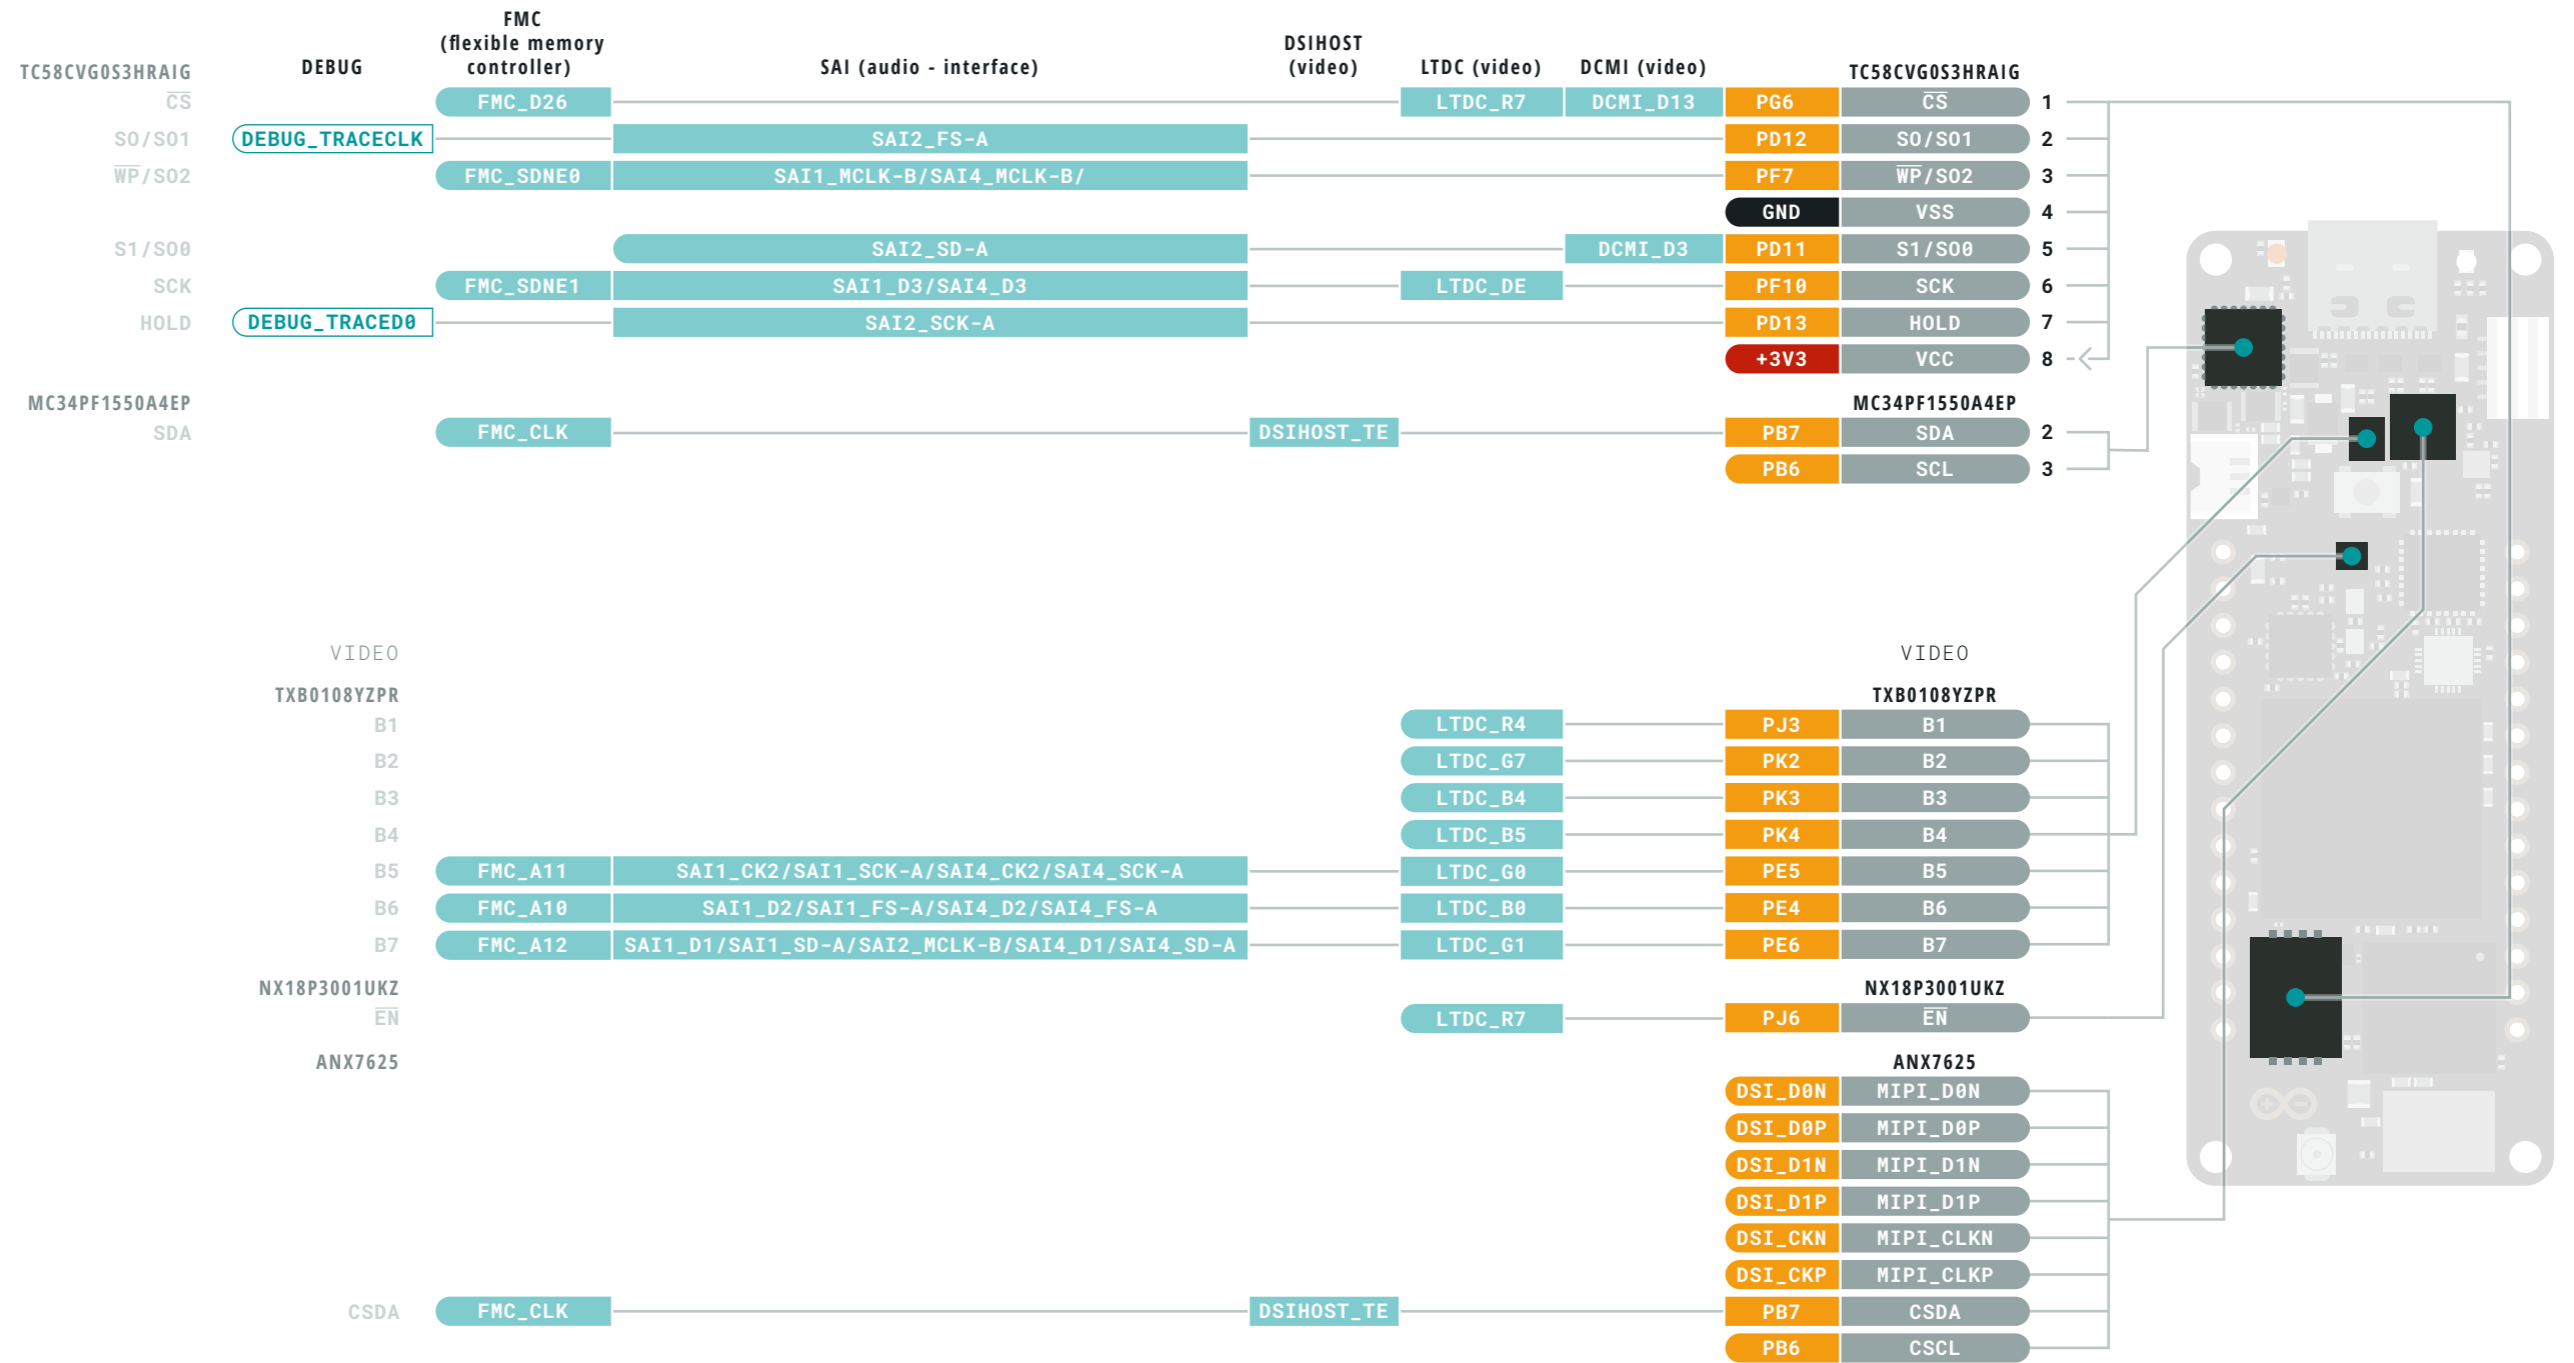 FMC (flexible memory controller)
DSIHOST (video)
TC58CVG0S3HRAIG DEBUG SAI (audio - interface) LTDC (video) DCMI (video) TC58CVG0S3HRAIG
CS FMC_D26 LTDC_R7 DCMI_D13 PG6 CS 1
SO/SO1 DEBUG_TRACECLK SAI2_FS-A PD12 SO/SO1 2
WP/SO2 FMC_SDNE0 SAI1_MCLK-B/SAI4_MCLK-B/ PF7 WP/SO2 3
GND VSS 4
S1/SO0 SAI2_SD-A DCMI_D3 PD11 S1/SO0 5
SCK FMC_SDNE1 SAI1_D3/SAI4_D3 LTDC_DE PF10 SCK 6
HOLD DEBUG_TRACED0 SAI2_SCK-A PD13 HOLD 7
+3V3 VCC 8
MC34PF1550A4EP MC34PF1550A4EP
SDA FMC_CLK DSIHOST_TE PB7 SDA 2
PB6 SCL 3
VIDEO VIDEO
TXB0108YZPR TXB0108YZPR
B1 LTDC_R4 PJ3 B1
B2 LTDC_G7 PK2 B2
B3 LTDC_B4 PK3 B3
B4 LTDC_B5 PK4 B4
B5 FMC_A11 SAI1_CK2/SAI1_SCK-A/SAI4_CK2/SAI4_SCK-A LTDC_G0 PE5 B5
B6 FMC_A10 SAI1_D2/SAI1_FS-A/SAI4_D2/SAI4_FS-A LTDC_B0 PE4 B6
B7 FMC_A12 SAI1_D1/SAI1_SD-A/SAI2_MCLK-B/SAI4_D1/SAI4_SD-A LTDC_G1 PE6 B7
NX18P3001UKZ NX18P3001UKZ
EN LTDC_R7 PJ6 EN
ANX7625 ANX7625
DSI_D0N MIPI_D0N
DSI_D0P MIPI_D0P
DSI_D1N MIPI_D1N
DSI_D1P MIPI_D1P
DSI_CKN MIPI_CLKN
DSI_CKP MIPI_CLKP
CSDA FMC_CLK DSIHOST_TE PB7 CSDA
PB6 CSCL